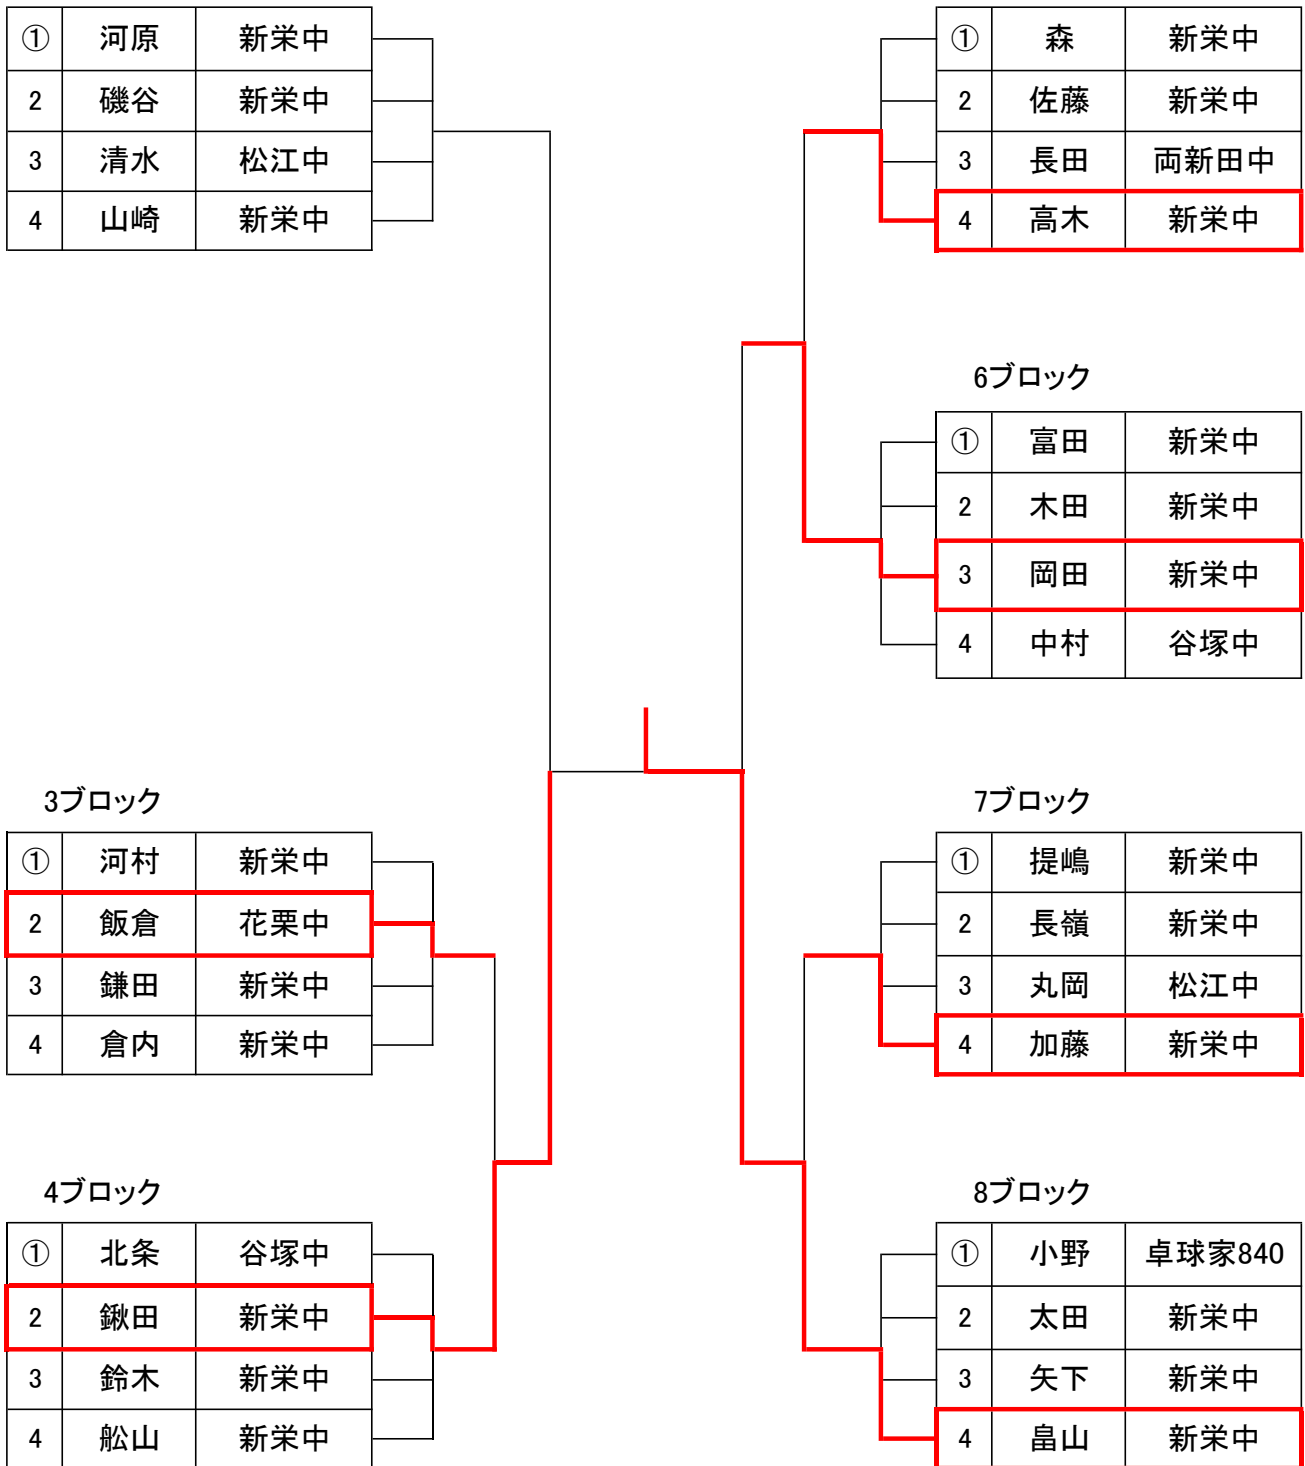 ① 河原 新栄中
2 磯谷 新栄中
3 清水 松江中
4 山崎 新栄中
3ブロック
① 河村 新栄中
2 飯倉 花栗中
3 鎌田 新栄中
4 倉内 新栄中
4ブロック
① 北条 谷塚中
2 鍬田 新栄中
3 鈴木 新栄中
4 舩山 新栄中
① 森 新栄中
2 佐藤 新栄中
3 長田 両新田中
4 高木 新栄中
6ブロック
① 富田 新栄中
2 木田 新栄中
3 岡田 新栄中
4 中村 谷塚中
7ブロック
① 提嶋 新栄中
2 長嶺 新栄中
3 丸岡 松江中
4 加藤 新栄中
8ブロック
① 小野 卓球家840
2 太田 新栄中
3 矢下 新栄中
4 畠山 新栄中